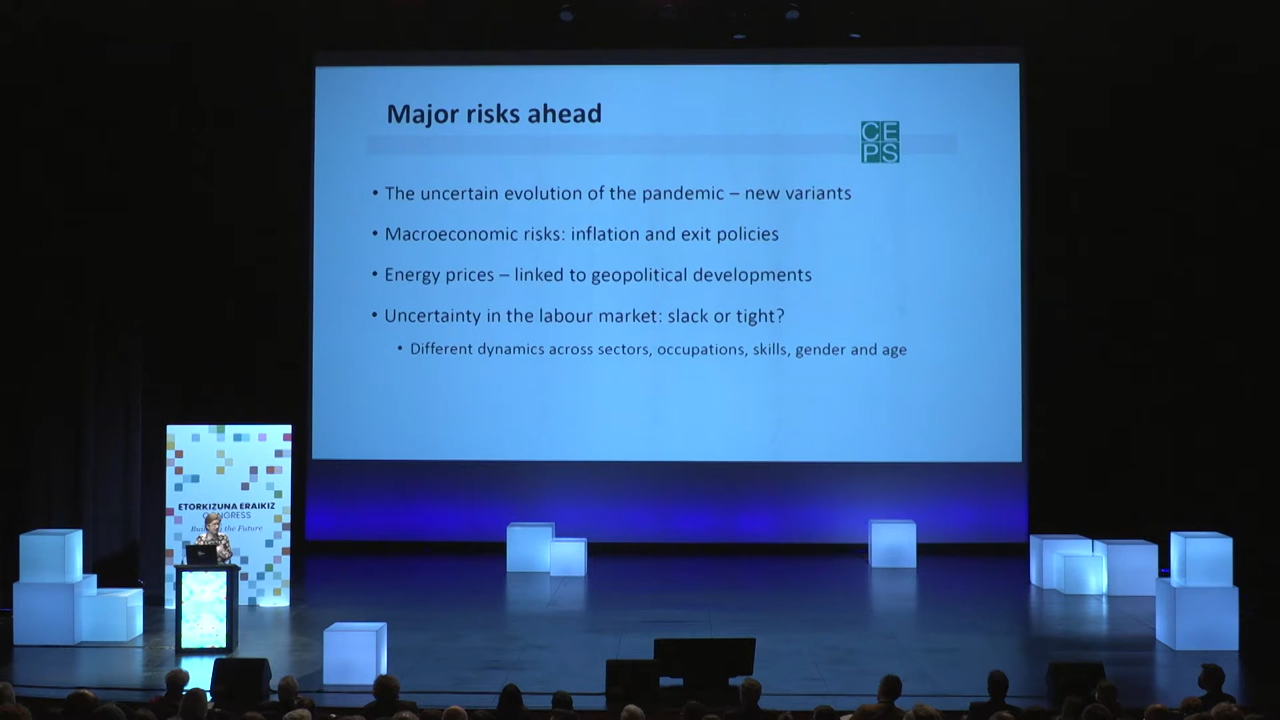 Major risks ahead
CE
PS
• The uncertain evolution of the pandemic – new variants
• Macroeconomic risks: inflation and exit policies
• Energy prices – linked to geopolitical developments
• Uncertainty in the labour market: slack or tight?
• Different dynamics across sectors, occupations, skills, gender and age
ETORKIZUNA ERAIKIZ
CONGRESS
Building the Future